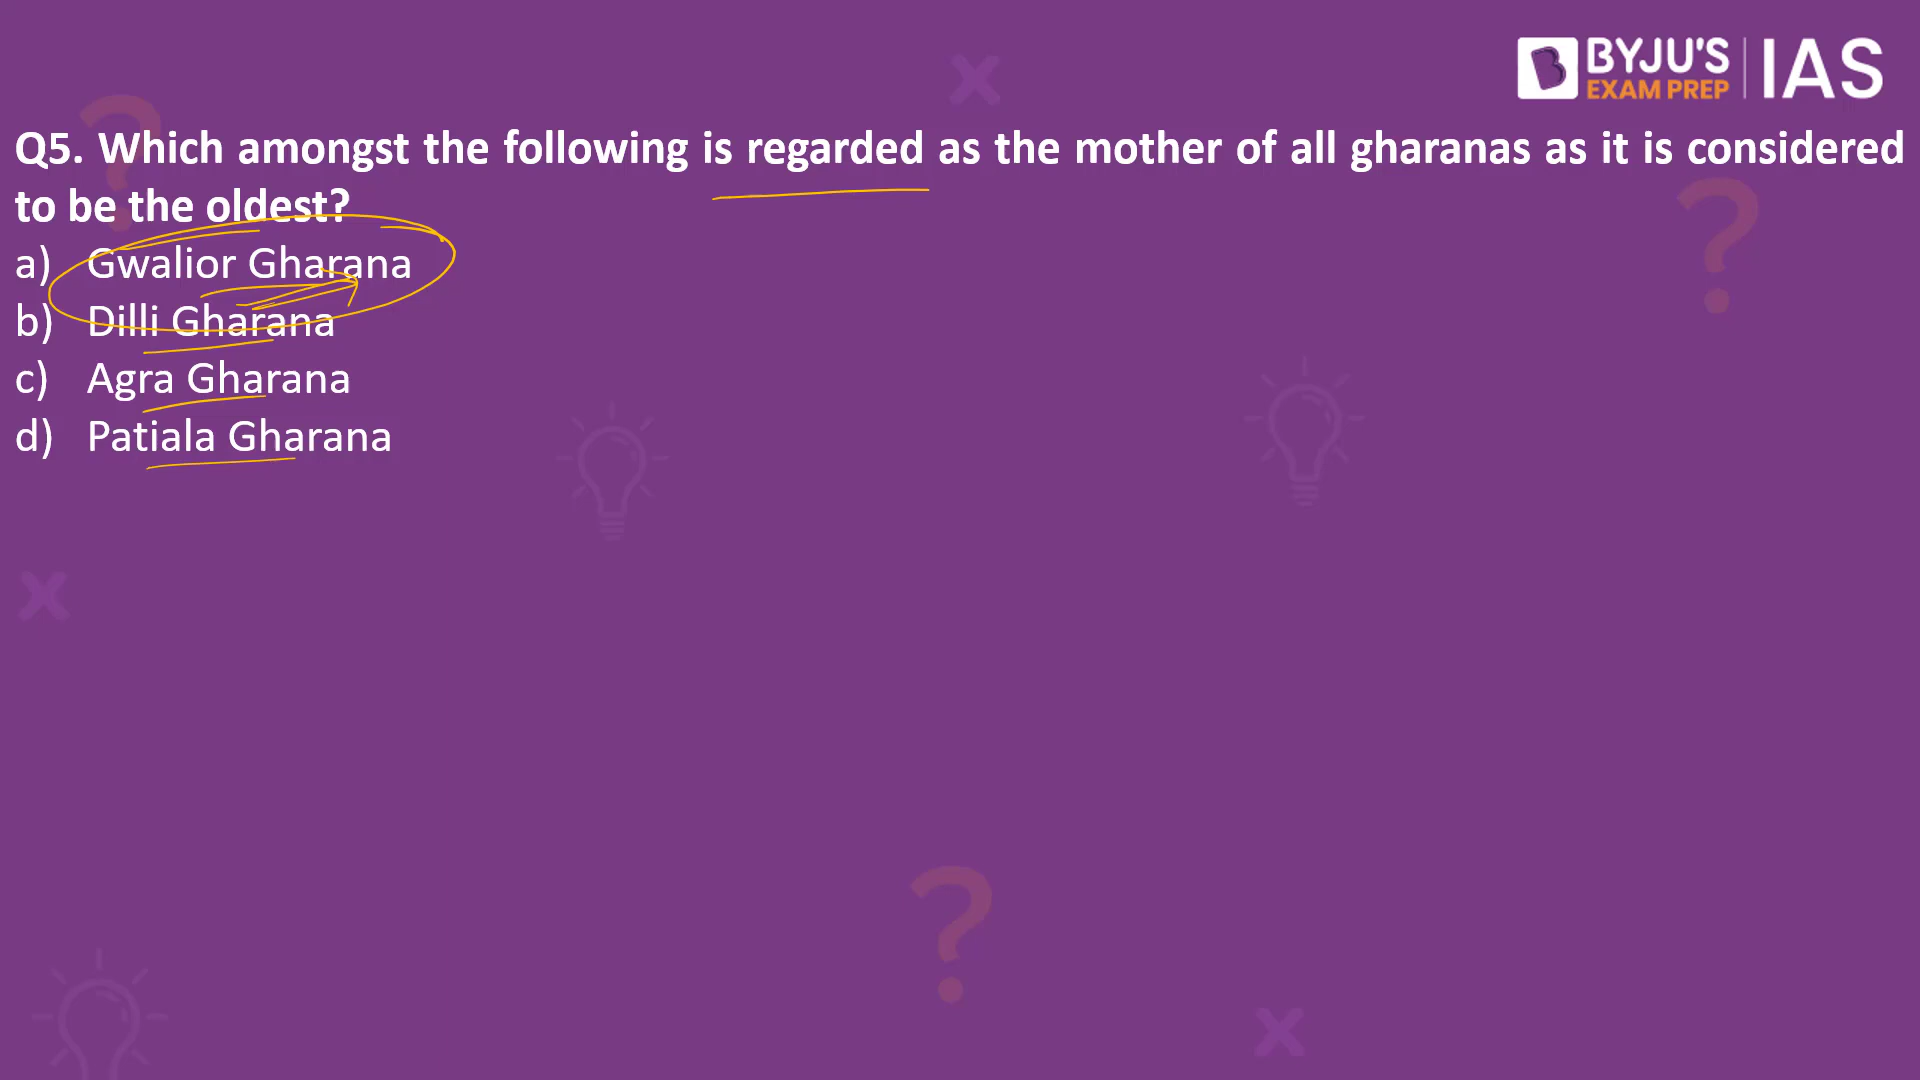 BYJU'S
EXAM PREP
IAS
Q5. Which amongst the following is regarded as the mother of all gharanas as it is considered
to be the oldest?
a) Gwalior Gharana
b) Dilli Gharana
c) Agra Gharana
d) Patiala Gharana